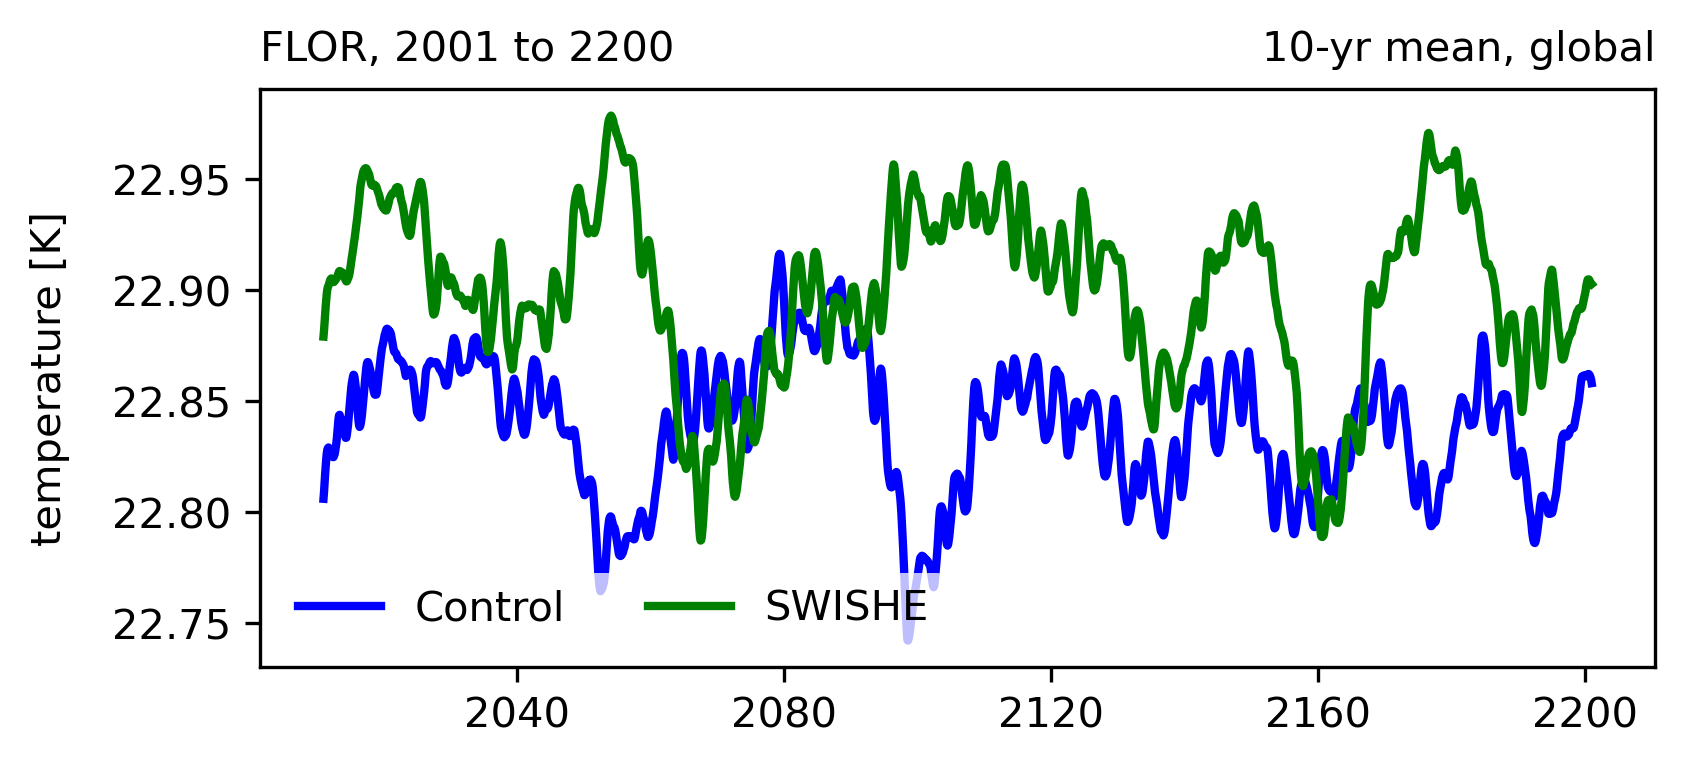 FLOR, 2001 to 2200
10-yr mean, global
temperature [K]
22.95
22.90
22.85
22.80
22.75
Control
SWISHE
2040
2080
2120
2160
2200